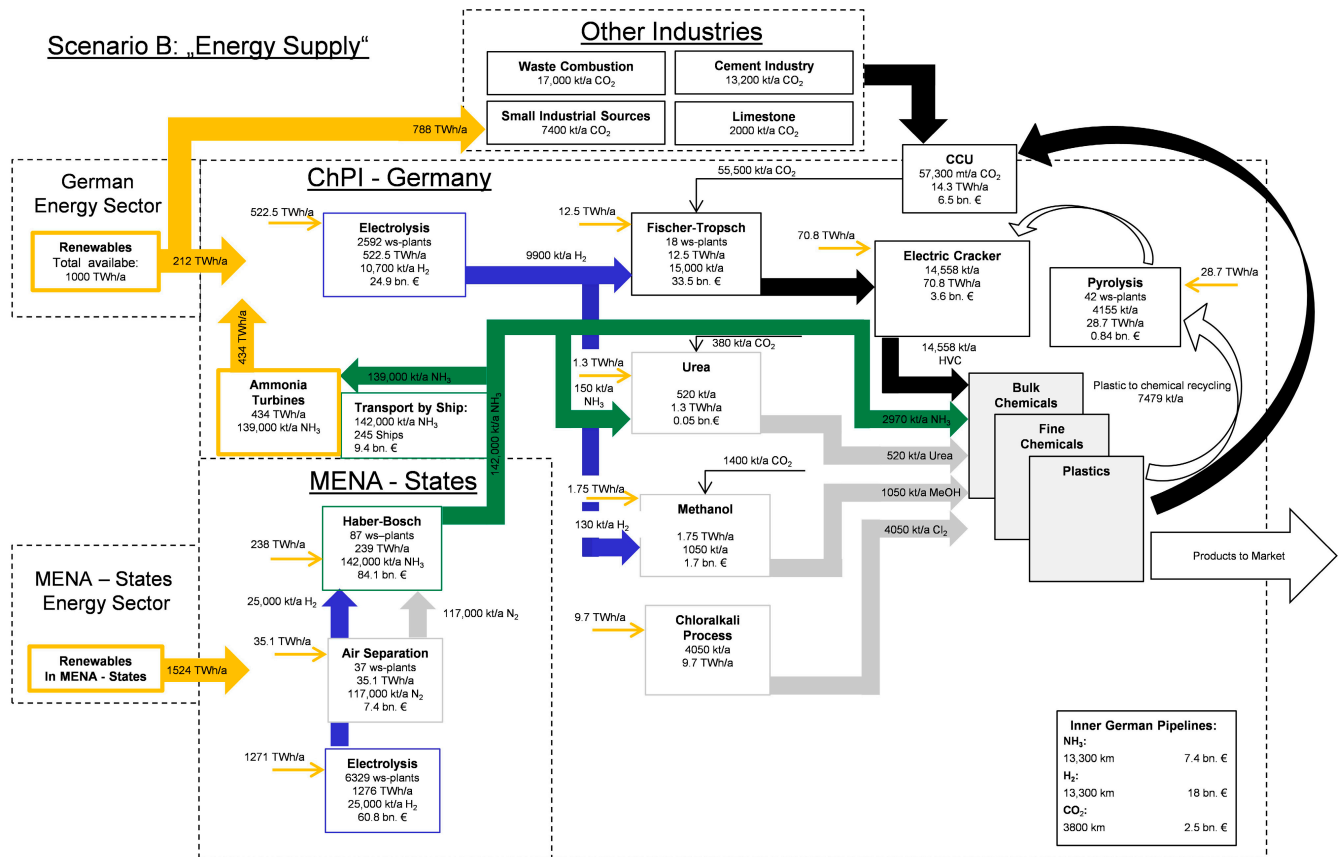 Scenario B: „Energy Supply“
Other Industries
Waste Combustion
17,000 kt/a CO₂
Cement Industry
13,200 kt/a CO₂
Small Industrial Sources
7400 kt/a CO₂
Limestone
2000 kt/a CO₂
788 TWh/a
German
Energy Sector
Renewables
Total availabe:
1000 TWh/a
212 TWh/a
434 TWh/a
ChPI - Germany
522.5 TWh/a
Electrolysis
2592 ws-plants
522.5 TWh/a
10,700 kt/a H₂
24.9 bn. €
9900 kt/a H₂
55,500 kt/a CO₂
12.5 TWh/a
Fischer-Tropsch
18 ws-plants
12.5 TWh/a
15,000 kt/a
33.5 bn. €
CCU
57,300 mt/a CO₂
14.3 TWh/a
6.5 bn. €
70.8 TWh/a
Electric Cracker
14,558 kt/a
70.8 TWh/a
3.6 bn. €
28.7 TWh/a
Pyrolysis
42 ws-plants
4155 kt/a
28.7 TWh/a
0.84 bn. €
14,558 kt/a
HVC
Plastic to chemical recycling
7479 kt/a
Ammonia
Turbines
434 TWh/a
139,000 kt/a NH₃
139,000 kt/a NH₃
Transport by Ship:
142,000 kt/a NH₃
245 Ships
9.4 bn. €
142,000 kt/a NH₃
380 kt/a CO₂
1.3 TWh/a
150 kt/a
NH₃
Urea
520 kt/a
1.3 TWh/a
0.05 bn.€
2970 kt/a NH₃
520 kt/a Urea
Bulk
Chemicals
Fine
Chemicals
Plastics
1400 kt/a CO₂
1.75 TWh/a
130 kt/a H₂
Methanol
1.75 TWh/a
1050 kt/a
1.7 bn. €
1050 kt/a MeOH
4050 kt/a Cl₂
Products to Market
9.7 TWh/a
Chloralkali
Process
4050 kt/a
9.7 TWh/a
MENA - States
Haber-Bosch
87 ws–plants
239 TWh/a
142,000 kt/a NH₃
84.1 bn. €
238 TWh/a
25,000 kt/a H₂
117,000 kt/a N₂
MENA – States
Energy Sector
Renewables
In MENA - States
1524 TWh/a
35.1 TWh/a
Air Separation
37 ws-plants
35.1 TWh/a
117,000 kt/a N₂
7.4 bn. €
1271 TWh/a
Electrolysis
6329 ws-plants
1276 TWh/a
25,000 kt/a H₂
60.8 bn. €
Inner German Pipelines:
NH₃:
13,300 km 7.4 bn. €
H₂:
13,300 km 18 bn. €
CO₂:
3800 km 2.5 bn. €